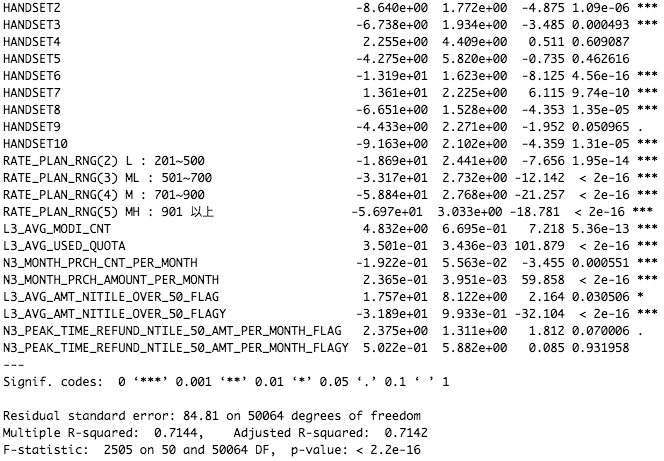 HANDSET2 -8.640e+00 1.772e+00 -4.875 1.09e-06 ***
HANDSET3 -6.738e+00 1.934e+00 -3.485 0.000493 ***
HANDSET4 2.255e+00 4.409e+00 0.511 0.609087
HANDSET5 -4.275e+00 5.820e+00 -0.735 0.462616
HANDSET6 -1.319e+01 1.623e+00 -8.125 4.56e-16 ***
HANDSET7 1.361e+01 2.225e+00 6.115 9.74e-10 ***
HANDSET8 -6.651e+00 1.528e+00 -4.353 1.35e-05 ***
HANDSET9 -4.433e+00 2.271e+00 -1.952 0.050965 .
HANDSET10 -9.163e+00 2.102e+00 -4.359 1.31e-05 ***
RATE_PLAN_RNG(2) L : 201~500 -1.869e+01 2.441e+00 -7.656 1.95e-14 ***
RATE_PLAN_RNG(3) ML : 501~700 -3.317e+01 2.732e+00 -12.142 < 2e-16 ***
RATE_PLAN_RNG(4) M : 701~900 -5.884e+01 2.768e+00 -21.257 < 2e-16 ***
RATE_PLAN_RNG(5) MH : 901 以上 -5.697e+01 3.033e+00 -18.781 < 2e-16 ***
L3_AVG_MODI_CNT 4.832e+00 6.695e-01 7.218 5.36e-13 ***
L3_AVG_USED_QUOTA 3.501e-01 3.436e-03 101.879 < 2e-16 ***
N3_MONTH_PRCH_CNT_PER_MONTH -1.922e-01 5.563e-02 -3.455 0.000551 ***
N3_MONTH_PRCH_AMOUNT_PER_MONTH 2.365e-01 3.951e-03 59.858 < 2e-16 ***
L3_AVG_AMT_NITILE_OVER_50_FLAG 1.757e+01 8.122e+00 2.164 0.030506 *
L3_AVG_AMT_NITILE_OVER_50_FLAGY -3.189e+01 9.933e-01 -32.104 < 2e-16 ***
N3_PEAK_TIME_REFUND_NTILE_50_AMT_PER_MONTH_FLAG 2.375e+00 1.311e+00 1.812 0.070006 .
N3_PEAK_TIME_REFUND_NTILE_50_AMT_PER_MONTH_FLAGY 5.022e-01 5.882e+00 0.085 0.931958
---
Signif. codes: 0 ‘***’ 0.001 ‘**’ 0.01 ‘*’ 0.05 ‘.’ 0.1 ‘ ’ 1
Residual standard error: 84.81 on 50064 degrees of freedom
Multiple R-squared: 0.7144, Adjusted R-squared: 0.7142
F-statistic: 2505 on 50 and 50064 DF, p-value: < 2.2e-16